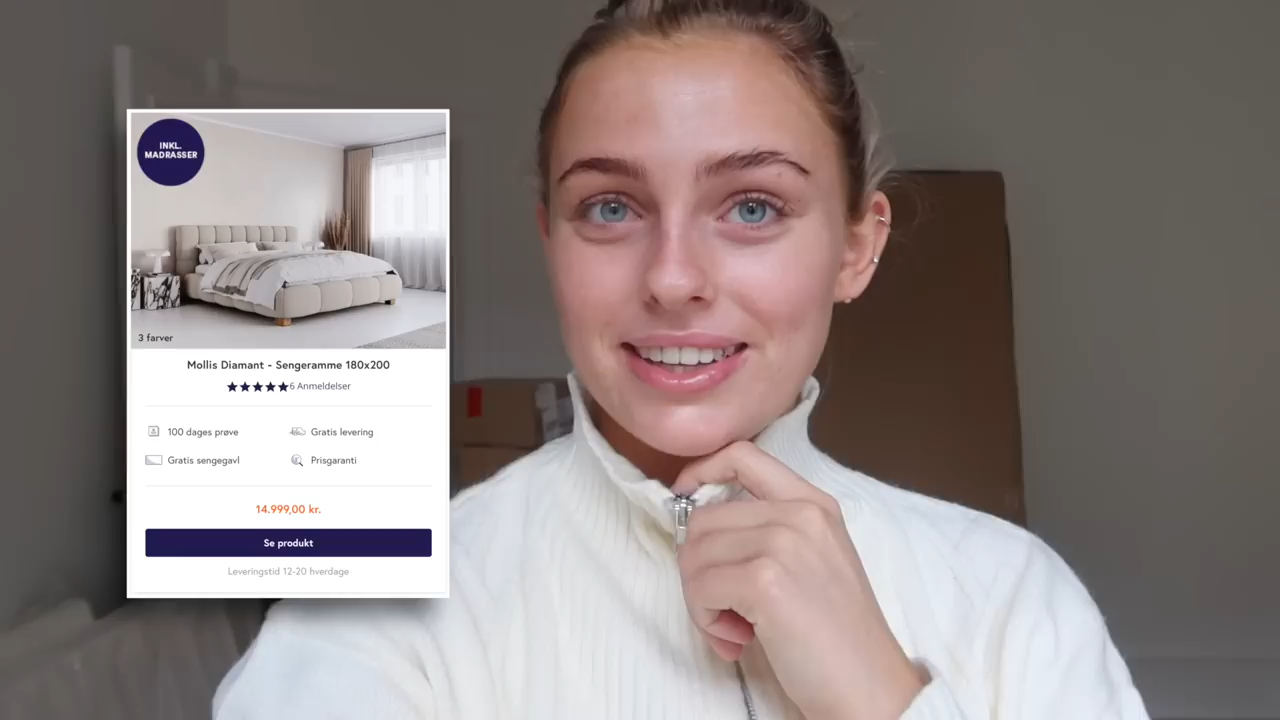 INKL.
MADRASSER
3 farver
Mollis Diamant - Sengeramme 180x200
6 Anmeldelser
100 dages prøve
Gratis levering
Gratis sengegavl
Prisgaranti
14.999,00 kr.
Se produkt
Leveringstid 12-20 hverdage